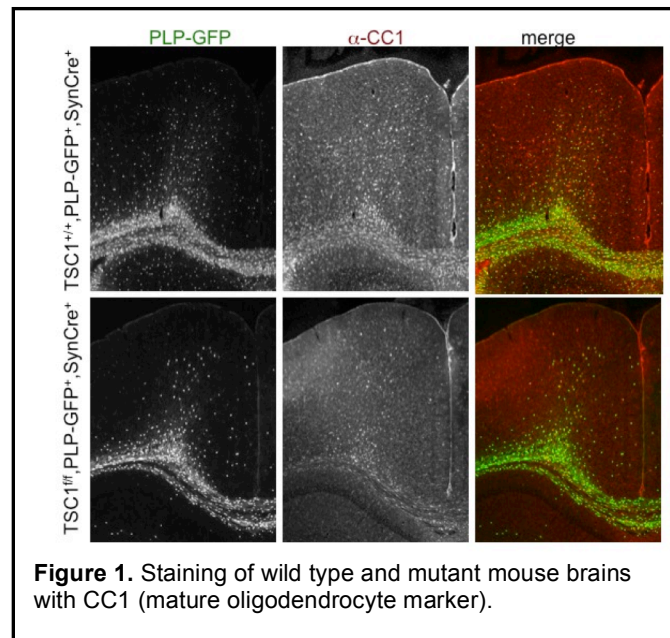 PLP-GFP α-CC1 merge
TSC1+/+,PLP-GFP+,SynCre+
TSC1f/f,PLP-GFP+,SynCre+
Figure 1. Staining of wild type and mutant mouse brains
with CC1 (mature oligodendrocyte marker).